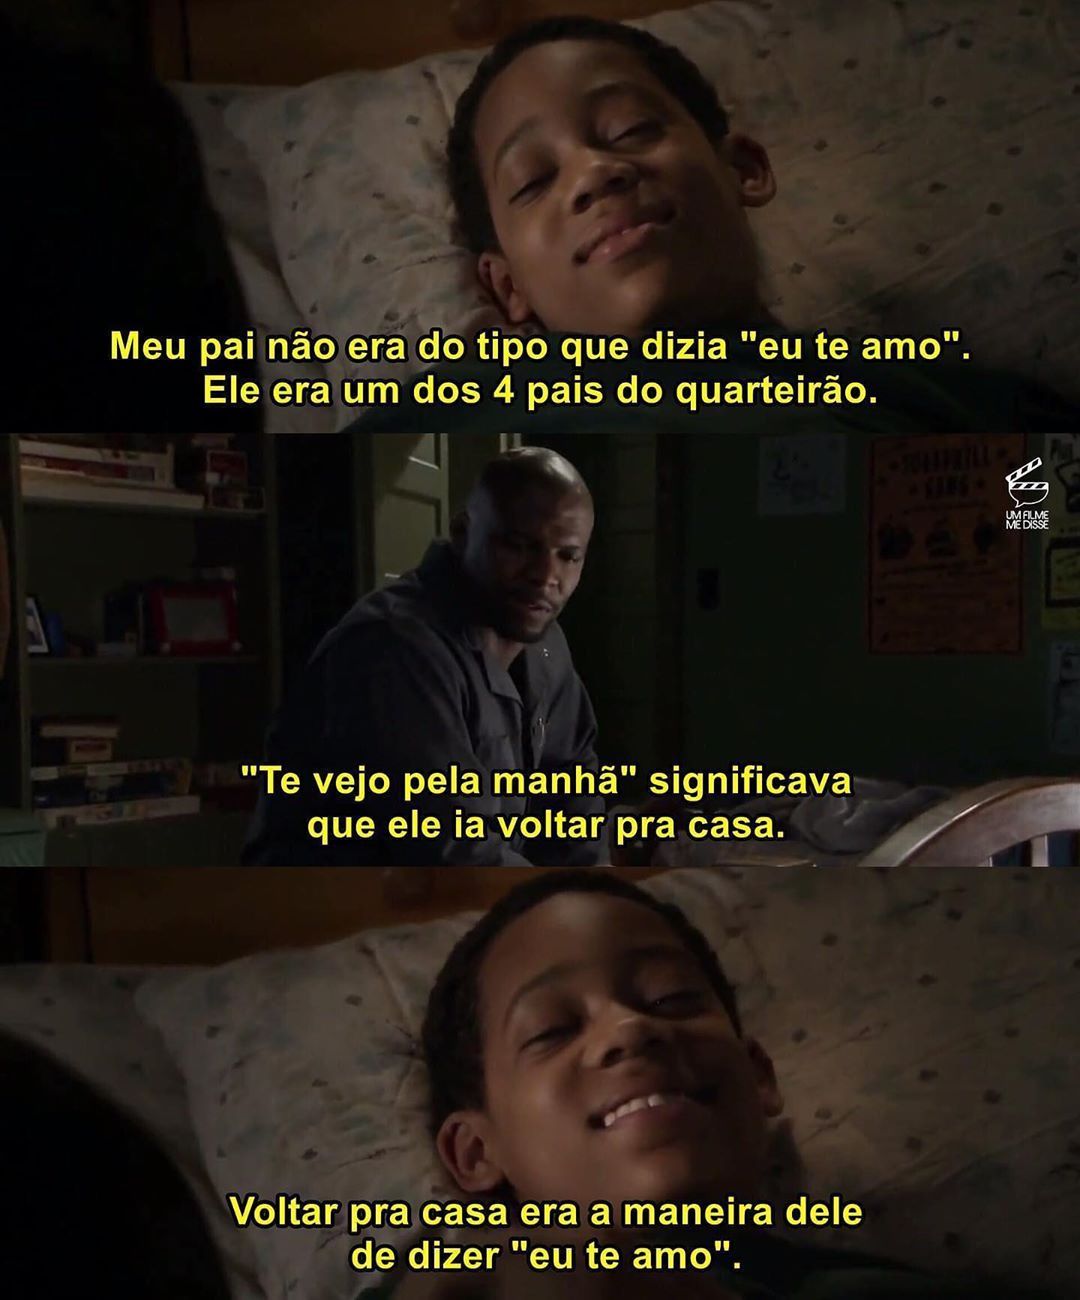 Meu pai não era do tipo que dizia "eu te amo".
Ele era um dos 4 pais do quarteirão.
UM FILME
ME DISSE
"Te vejo pela manhã" significava
que ele ia voltar pra casa.
Voltar pra casa era a maneira dele
de dizer "eu te amo".